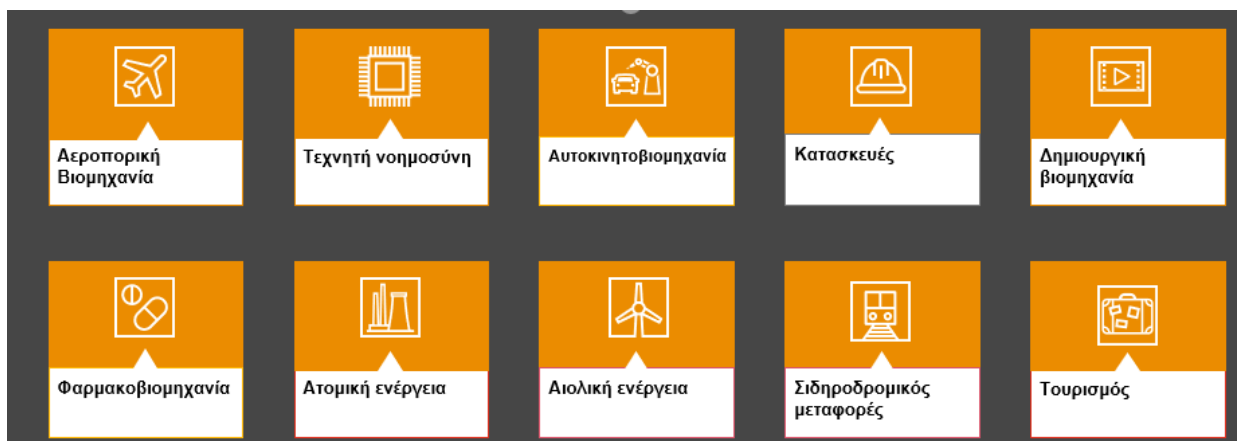 Αεροπορική
Βιομηχανία
Τεχνητή νοημοσύνη
Αυτοκινητοβιομηχανία
Κατασκευές
Δημιουργική
βιομηχανία
Φαρμακοβιομηχανία
Ατομική ενέργεια
Αιολική ενέργεια
Σιδηροδρομικός
μεταφορές
Τουρισμός